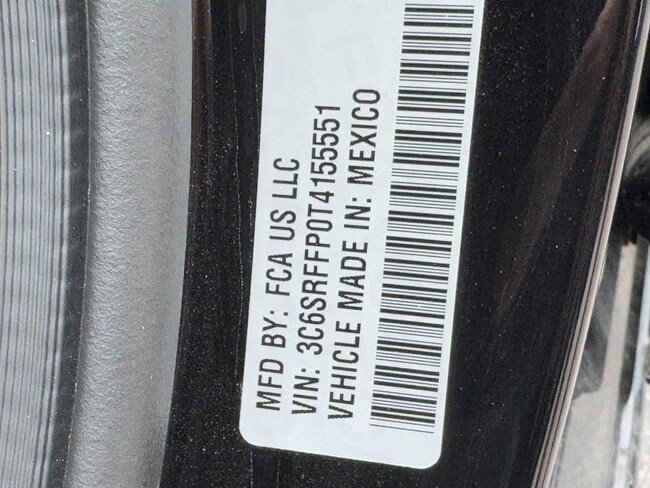 MFD BY: FCA US LLC
VIN: 3C6SRFFP0T4155551
VEHICLE MADE IN: MEXICO